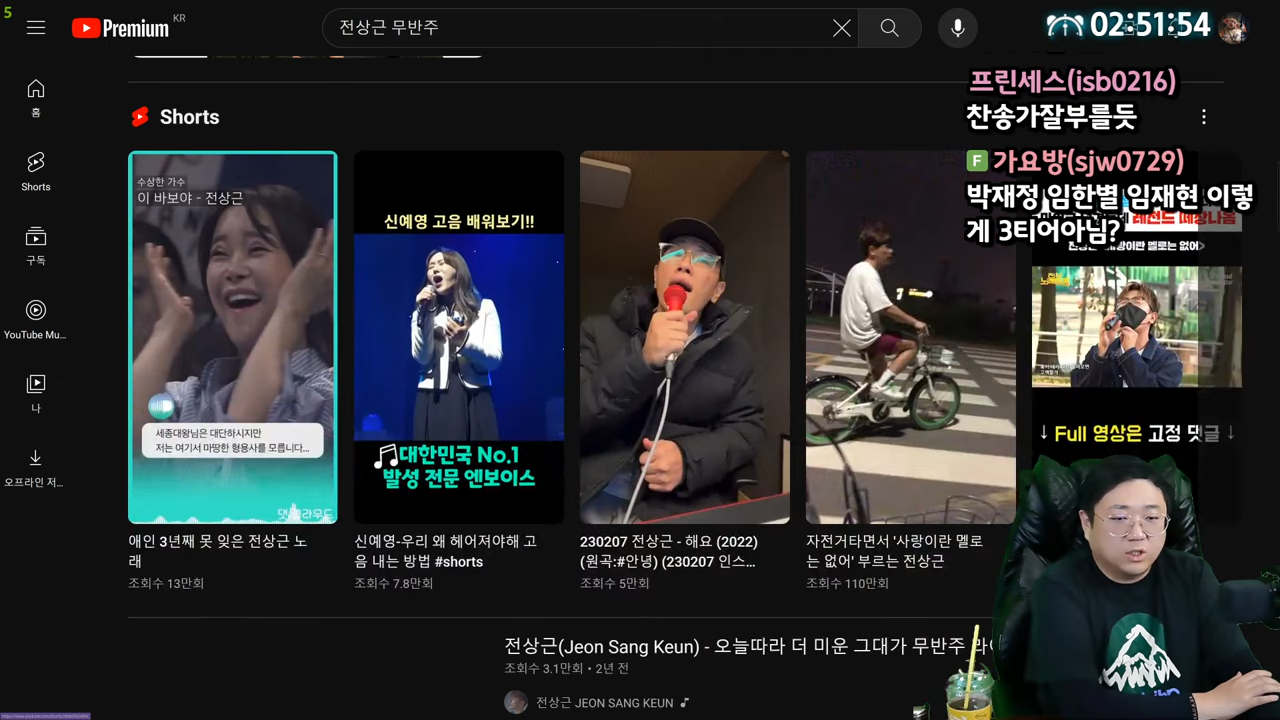 5
Premium KR
전상근 무반주
02:51:54
프린세스(isb0216)
찬송가잘부를듯
F 가요방(sjw0729)
박재정 임한별 임재현 이렇
게 3티어아님?
홈
Shorts
구독
YouTube Mu...
나
오프라인 저...
Shorts
수상한 가수
이 바보야 - 전상근
세종대왕님은 대단하시지만
저는 여기서 마땅한 형용사를 모릅니다...
애인 3년째 못 잊은 전상근 노
래
조회수 13만회
신예영 고음 배워보기!!
대한민국 No.1
발성 전문 엔보이스
신예영-우리 왜 헤어져야해 고
음 내는 방법 #shorts
조회수 7.8만회
230207 전상근 - 해요 (2022)
(원곡:#안녕) (230207 인스...
조회수 5만회
자전거타면서 '사랑이란 멜로
는 없어' 부르는 전상근
조회수 110만회
↓ Full 영상은 고정 댓글 ↓
전상근(Jeon Sang Keun) - 오늘따라 더 미운 그대가 무반주
조회수 3.1만회 • 2년 전
전상근 JEON SANG KEUN